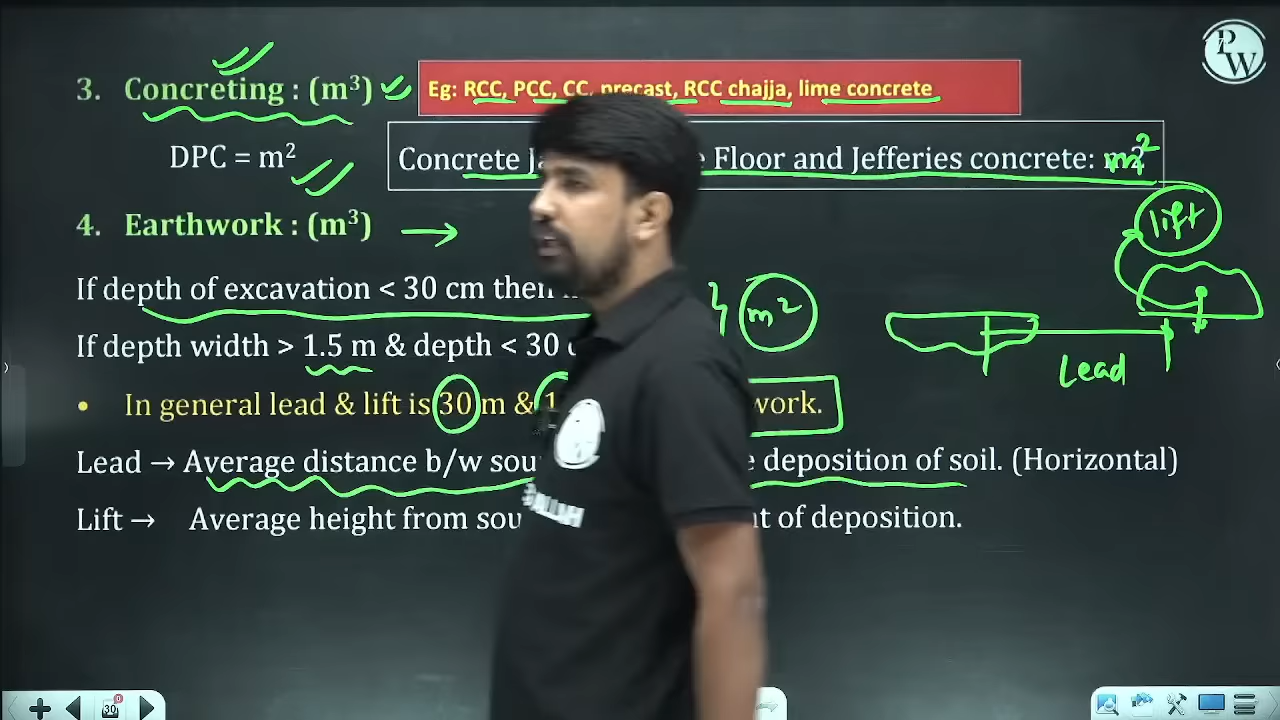 3. Concreting : (m³)
Eg: RCC, PCC, CC, precast, RCC chajja, lime concrete
DPC = m²
Concrete Floor and Jefferies concrete: m²
4. Earthwork : (m³)
lift
If depth of excavation < 30 cm then
m²
If depth width > 1.5 m & depth < 30
Lead
• In general lead & lift is 30 m & 1 work.
Lead → Average distance b/w deposition of soil. (Horizontal)
Lift → Average height from of deposition.
PW
30